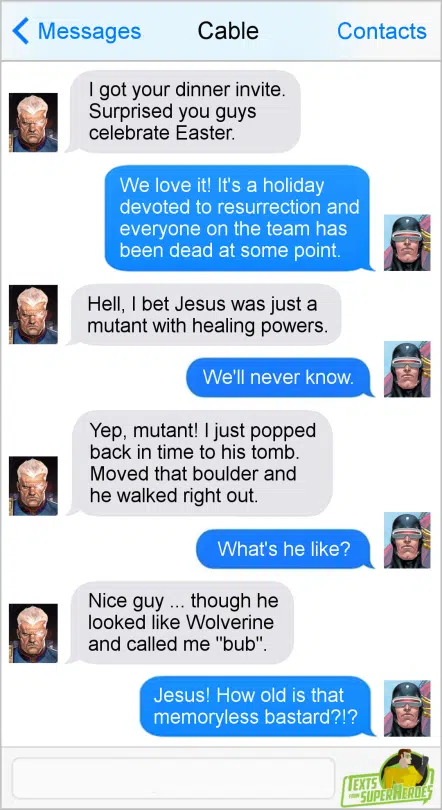 Messages Cable Contacts
I got your dinner invite.
Surprised you guys
celebrate Easter.
We love it! It's a holiday
devoted to resurrection and
everyone on the team has
been dead at some point.
Hell, I bet Jesus was just a
mutant with healing powers.
We'll never know.
Yep, mutant! I just popped
back in time to his tomb.
Moved that boulder and
he walked right out.
What's he like?
Nice guy ... though he
looked like Wolverine
and called me "bub".
Jesus! How old is that
memoryless bastard?!?
TEXTS
FROM SUPERHEROES